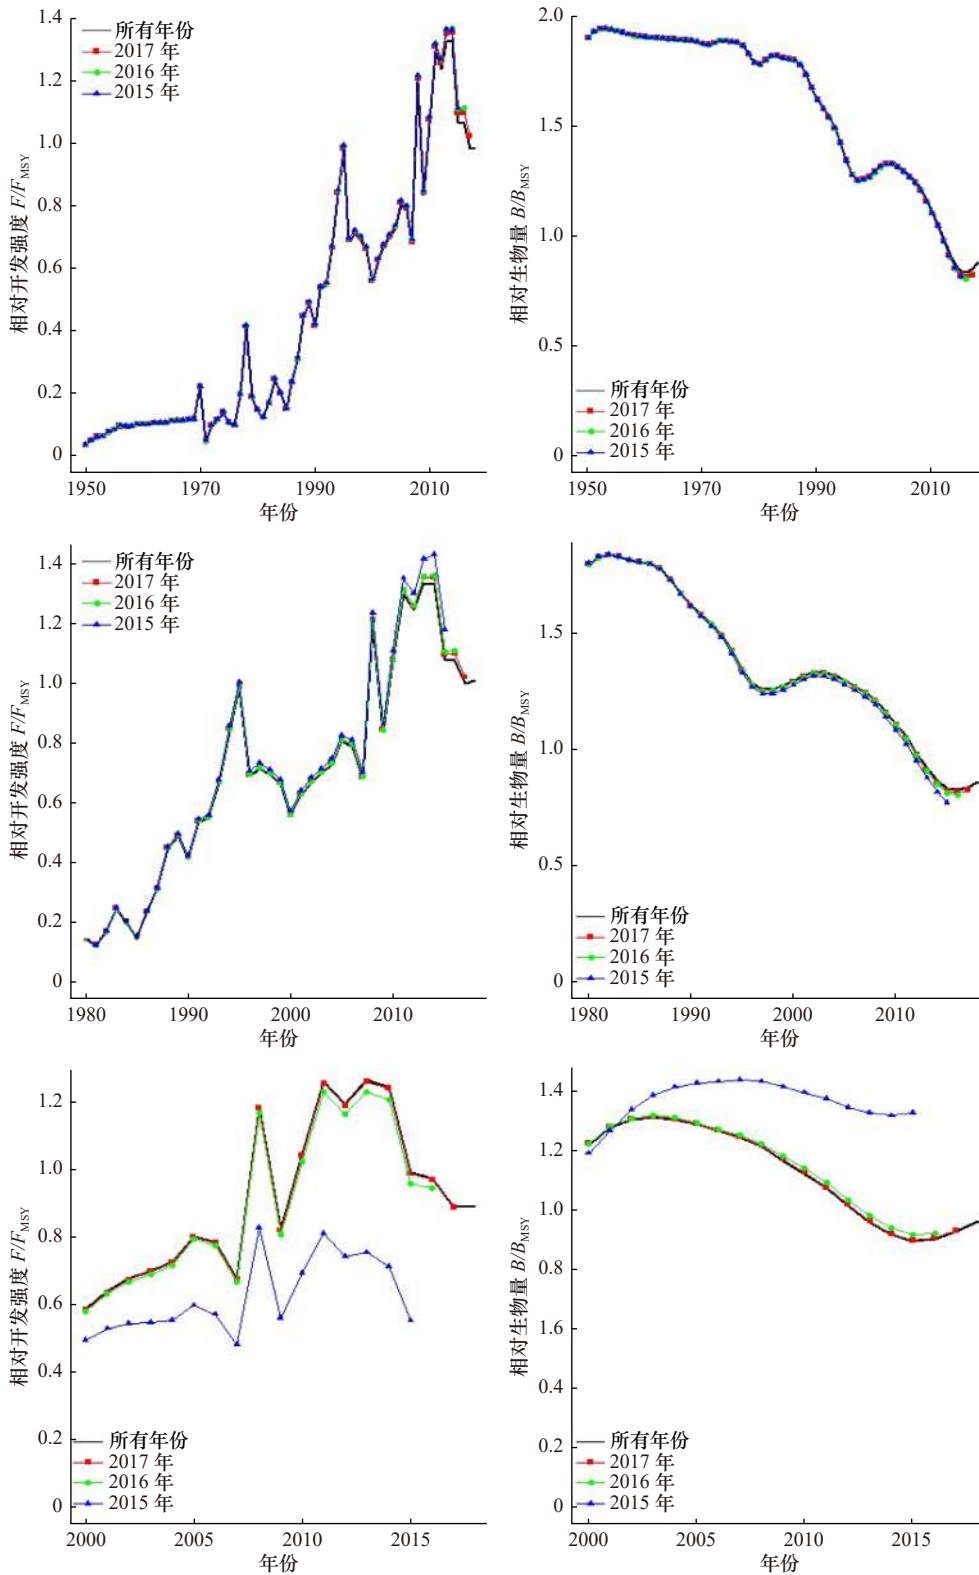 1.4
1.2
1.0
0.8
0.6
0.4
0.2
0
相对开发强度 F/FMSY
所有年份
2017 年
2016 年
2015 年
1950
1970
1990
2010
年份
2.0
1.5
1.0
0.5
0
相对生物量 B/BMSY
所有年份
2017 年
2016 年
2015 年
1950
1970
1990
2010
年份
1.4
1.2
1.0
0.8
0.6
0.4
0.2
0
相对开发强度 F/FMSY
所有年份
2017 年
2016 年
2015 年
1980
1990
2000
2010
年份
1.5
1.0
0.5
0
相对生物量 B/BMSY
所有年份
2017 年
2016 年
2015 年
1980
1990
2000
2010
年份
1.2
1.0
0.8
0.6
0.4
0.2
0
相对开发强度 F/FMSY
所有年份
2017 年
2016 年
2015 年
2000
2005
2010
2015
年份
1.4
1.2
0.8
1.6
0.4
0.2
0
相对生物量 B/BMSY
所有年份
2017 年
2016 年
2015 年
2000
2005
2010
2015
年份